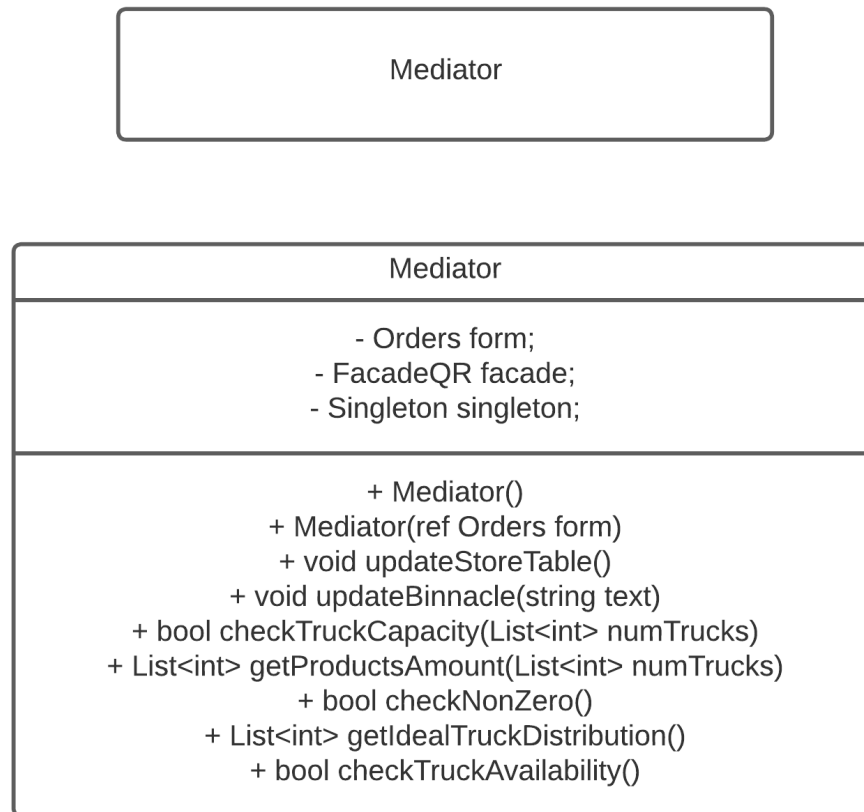 Mediator
Mediator
- Orders form;
- FacadeQR facade;
- Singleton singleton;
+ Mediator()
+ Mediator(ref Orders form)
+ void updateStoreTable()
+ void updateBinnacle(string text)
+ bool checkTruckCapacity(List<int> numTrucks)
+ List<int> getProductsAmount(List<int> numTrucks)
+ bool checkNonZero()
+ List<int> getIdealTruckDistribution()
+ bool checkTruckAvailability()